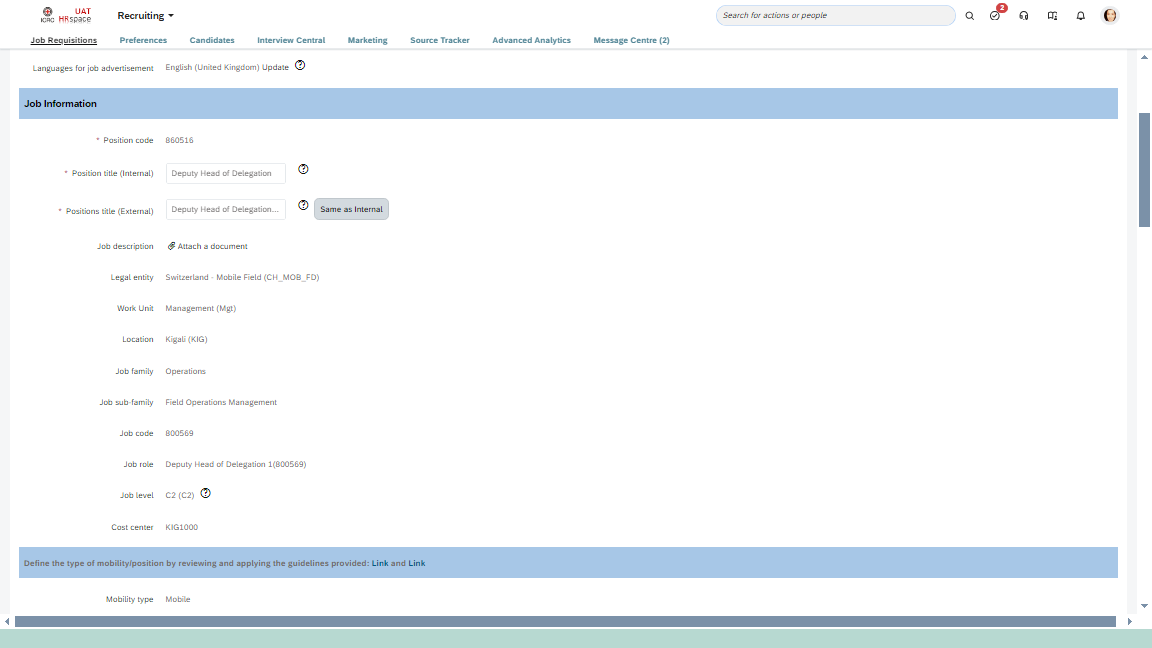 ICRC UAT HRspace Recruiting Search for actions or people 2
Job Requisitions Preferences Candidates Interview Central Marketing Source Tracker Advanced Analytics Message Centre (2)
Languages for job advertisement English (United Kingdom) Update
Job Information
* Position code 860516
* Position title (Internal) Deputy Head of Delegation
* Positions title (External) Deputy Head of Delegation... Same as Internal
Job description Attach a document
Legal entity Switzerland - Mobile Field (CH_MOB_FD)
Work Unit Management (Mgt)
Location Kigali (KIG)
Job family Operations
Job sub-family Field Operations Management
Job code 800569
Job role Deputy Head of Delegation 1(800569)
Job level C2 (C2)
Cost center KIG1000
Define the type of mobility/position by reviewing and applying the guidelines provided: Link and Link
Mobility type Mobile